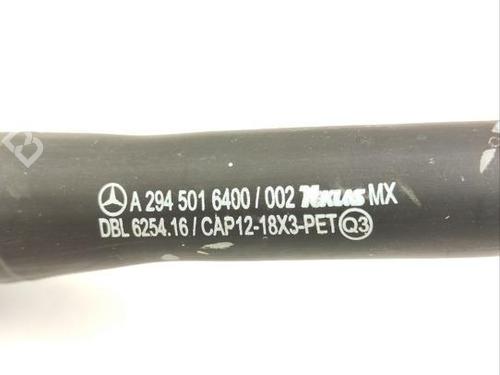 A 294 501 6400 / 002 TEKLAS MX
DBL 6254.16 / CAP12-18X3-PET Q3